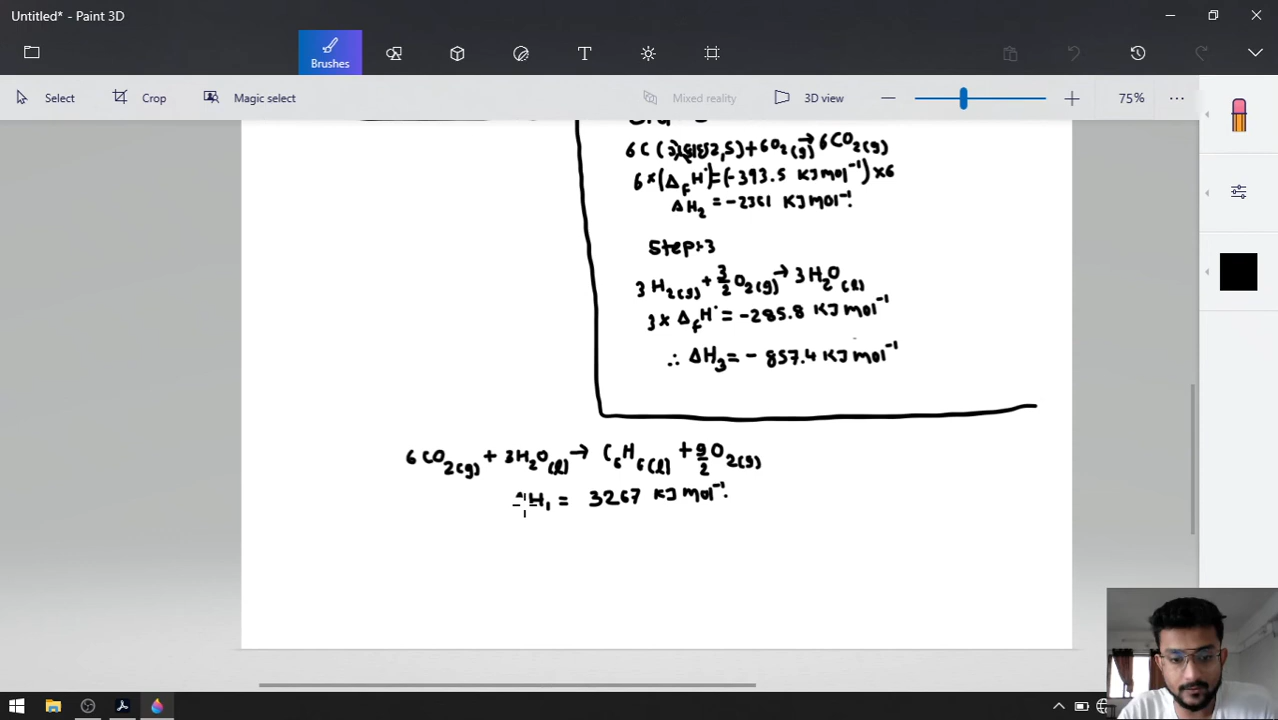 Untitled* - Paint 3D
Brushes
Select
Crop
Magic select
Mixed reality
3D view
75%
6C ( , s) + 6O₂(g) → 6CO₂(g)
6 × (Δ_f H°) = (-393.5 KJ mol⁻¹) × 6
ΔH₂ = -2361 KJ mol⁻¹
Step:3
3H₂(g) + 3/2 O₂(g) → 3H₂O(l)
3 × Δ_f H° = -285.8 KJ mol⁻¹
∴ ΔH₃ = - 857.4 KJ mol⁻¹
6CO₂(g) + 3H₂O(l) → C₆H₆(l) + 9/2 O₂(g)
ΔH₁ = 3267 KJ mol⁻¹